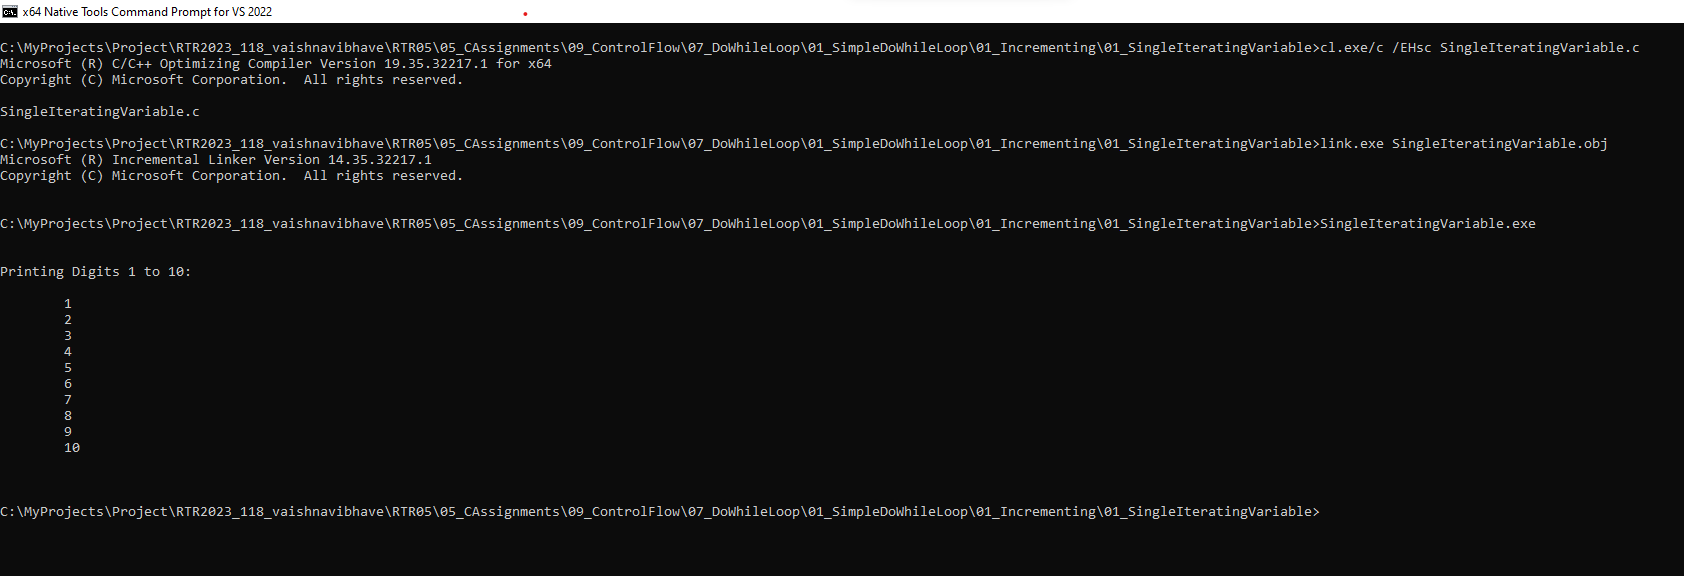 x64 Native Tools Command Prompt for VS 2022
C:\MyProjects\Project\RTR2023_118_vaishnavibhave\RTR05\05_CAssignments\09_ControlFlow\07_DoWhileLoop\01_SimpleDoWhileLoop\01_Incrementing\01_SingleIteratingVariable>cl.exe/c /EHsc SingleIteratingVariable.c
Microsoft (R) C/C++ Optimizing Compiler Version 19.35.32217.1 for x64
Copyright (C) Microsoft Corporation.  All rights reserved.
SingleIteratingVariable.c
C:\MyProjects\Project\RTR2023_118_vaishnavibhave\RTR05\05_CAssignments\09_ControlFlow\07_DoWhileLoop\01_SimpleDoWhileLoop\01_Incrementing\01_SingleIteratingVariable>link.exe SingleIteratingVariable.obj
Microsoft (R) Incremental Linker Version 14.35.32217.1
Copyright (C) Microsoft Corporation.  All rights reserved.
C:\MyProjects\Project\RTR2023_118_vaishnavibhave\RTR05\05_CAssignments\09_ControlFlow\07_DoWhileLoop\01_SimpleDoWhileLoop\01_Incrementing\01_SingleIteratingVariable>SingleIteratingVariable.exe
Printing Digits 1 to 10:
1
2
3
4
5
6
7
8
9
10
C:\MyProjects\Project\RTR2023_118_vaishnavibhave\RTR05\05_CAssignments\09_ControlFlow\07_DoWhileLoop\01_SimpleDoWhileLoop\01_Incrementing\01_SingleIteratingVariable>